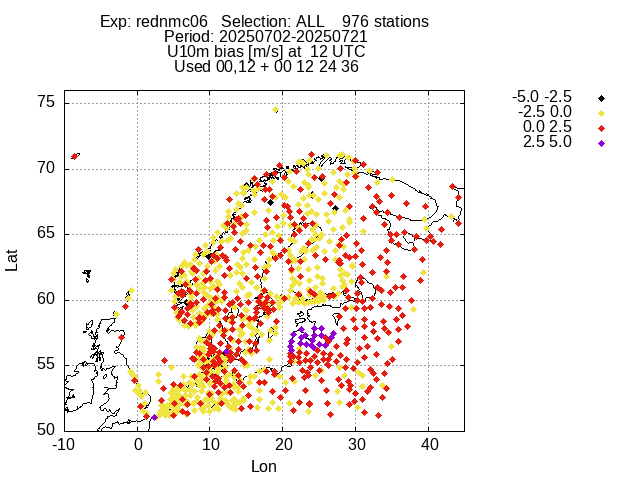 Exp: rednmc06   Selection: ALL    976 stations
Period: 20250702-20250721
U10m bias [m/s] at  12 UTC
Used 00,12 + 00 12 24 36
-5.0 -2.5
-2.5 0.0
0.0 2.5
2.5 5.0
75
70
65
60
55
50
Lat
-10 0 10 20 30 40
Lon